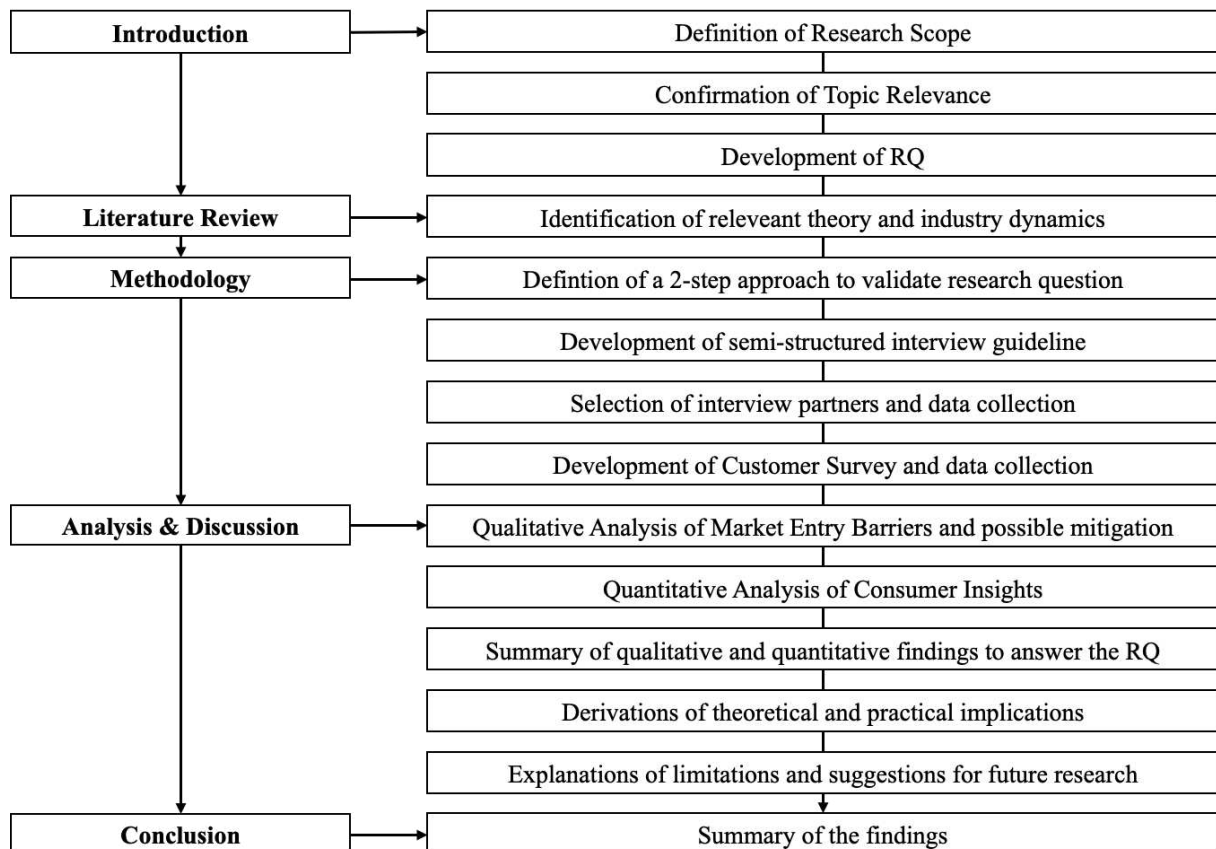 Introduction
Definition of Research Scope
Confirmation of Topic Relevance
Development of RQ
Literature Review
Identification of releveant theory and industry dynamics
Methodology
Defintion of a 2-step approach to validate research question
Development of semi-structured interview guideline
Selection of interview partners and data collection
Development of Customer Survey and data collection
Analysis & Discussion
Qualitative Analysis of Market Entry Barriers and possible mitigation
Quantitative Analysis of Consumer Insights
Summary of qualitative and quantitative findings to answer the RQ
Derivations of theoretical and practical implications
Explanations of limitations and suggestions for future research
Conclusion
Summary of the findings